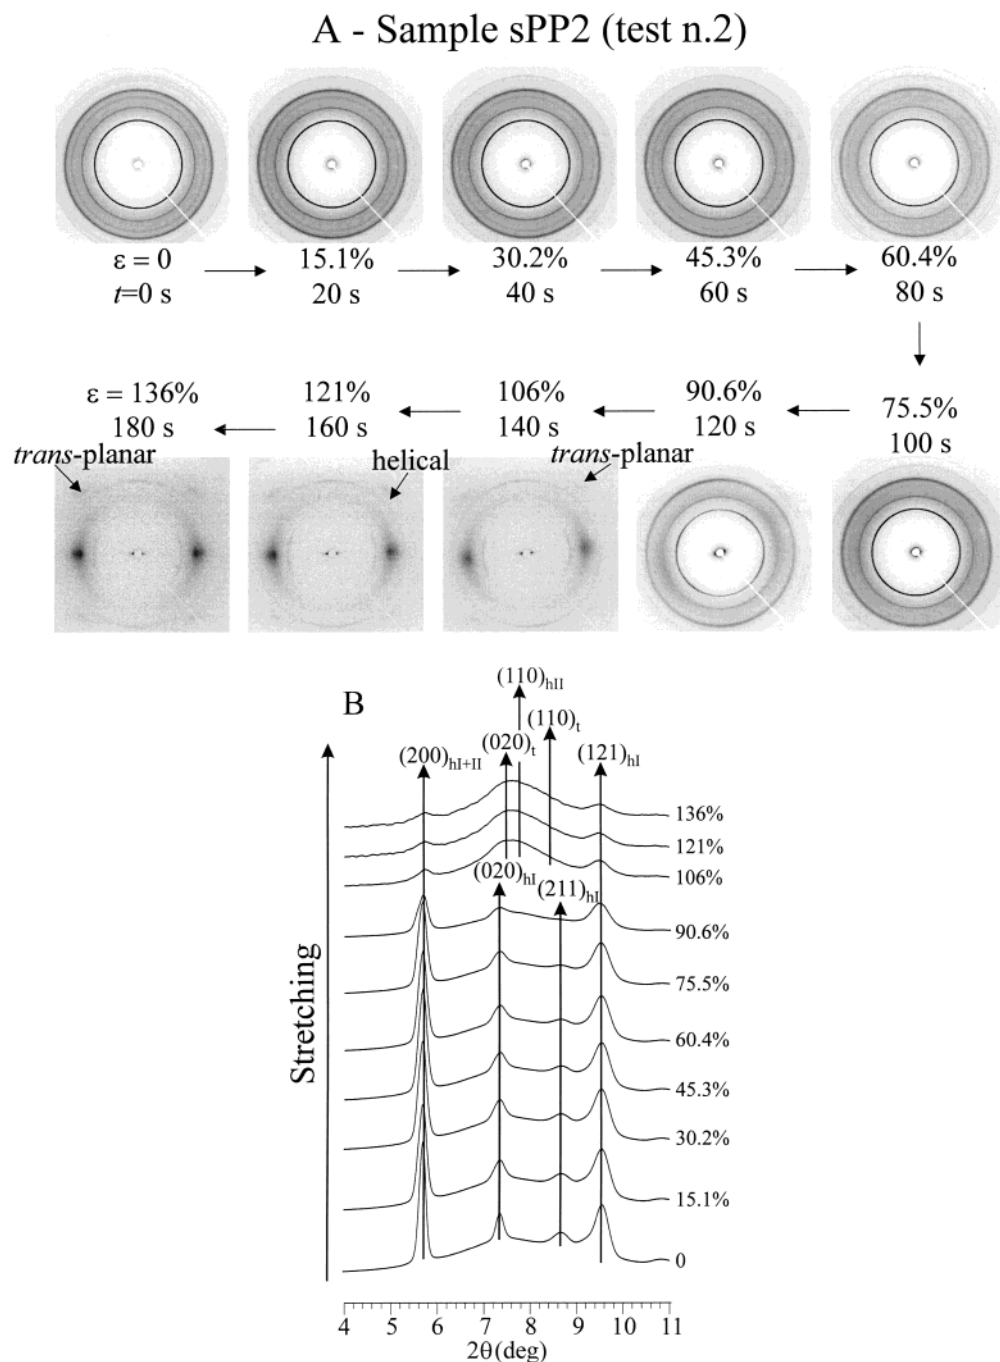 A - Sample sPP2 (test n.2)
ε = 0 15.1% 30.2% 45.3% 60.4%
t=0 s 20 s 40 s 60 s 80 s
ε = 136% 121% 106% 90.6% 75.5%
180 s 160 s 140 s 120 s 100 s
trans-planar helical trans-planar
B
(110)hII
(110)t
(200)hI+II (020)t (121)hI
136%
121%
106%
(020)hI (211)hI
90.6%
75.5%
60.4%
45.3%
30.2%
15.1%
0
Stretching
4 5 6 7 8 9 10 11
2θ(deg)